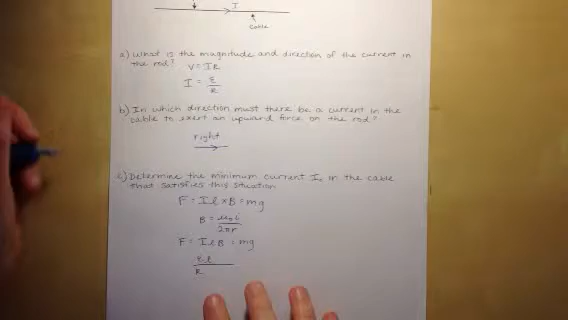 I
cable
a) What is the magnitude and direction of the current in
the rod?
V = IR
I = ε/R
b) In which direction must there be a current in the
cable to exert an upward force on the rod?
right
c) Determine the minimum current Ic in the cable
that satisfies this situation
F = Il × B = mg
B = μ₀i/2πr
F = IlB = mg
εl/R